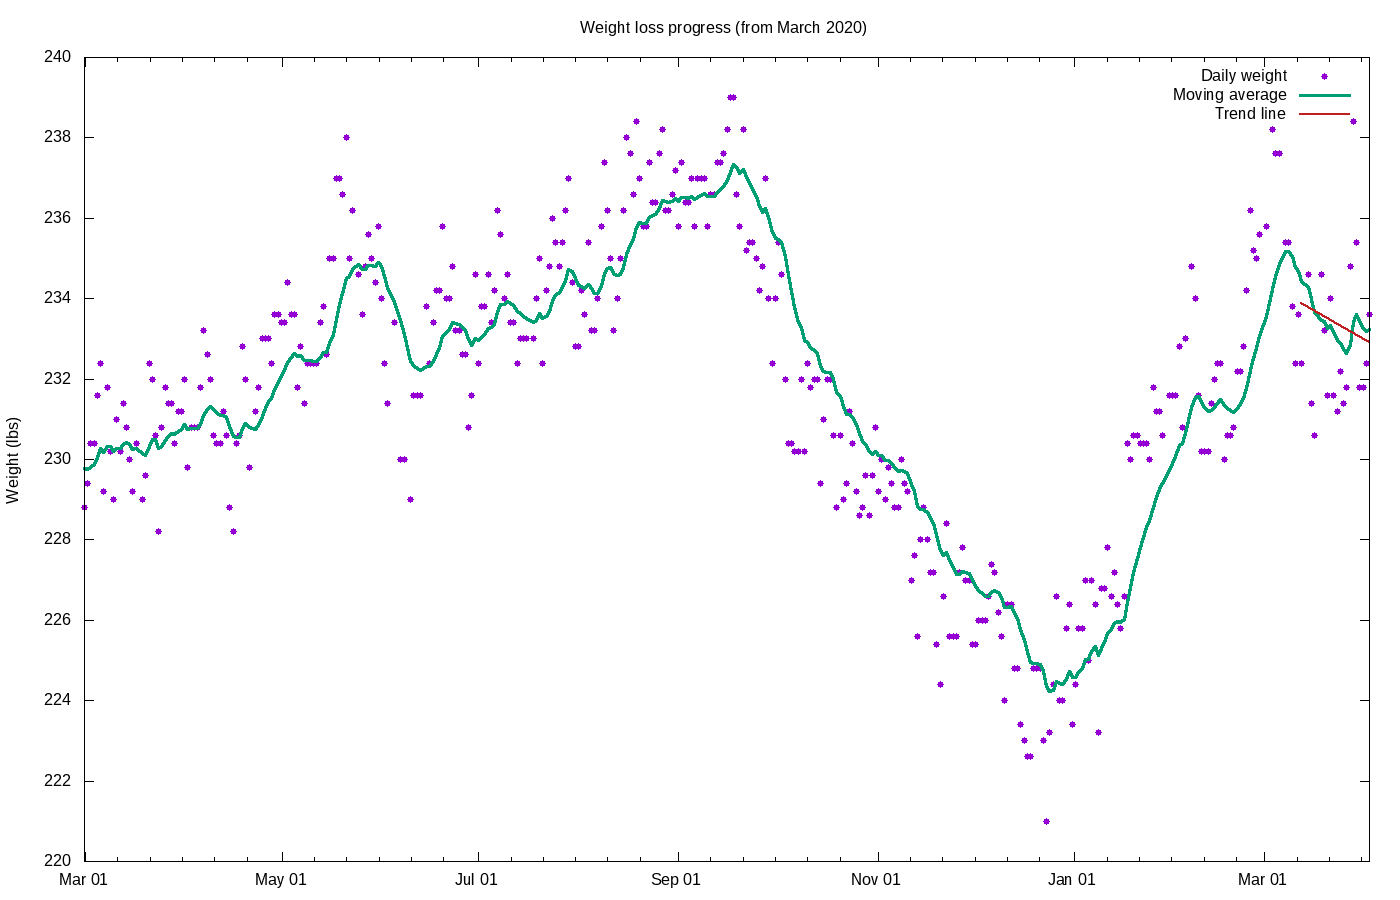 Weight loss progress (from March 2020)
Daily weight
Moving average
Trend line
Weight (lbs)
240
238
236
234
232
230
228
226
224
222
220
Mar 01 May 01 Jul 01 Sep 01 Nov 01 Jan 01 Mar 01